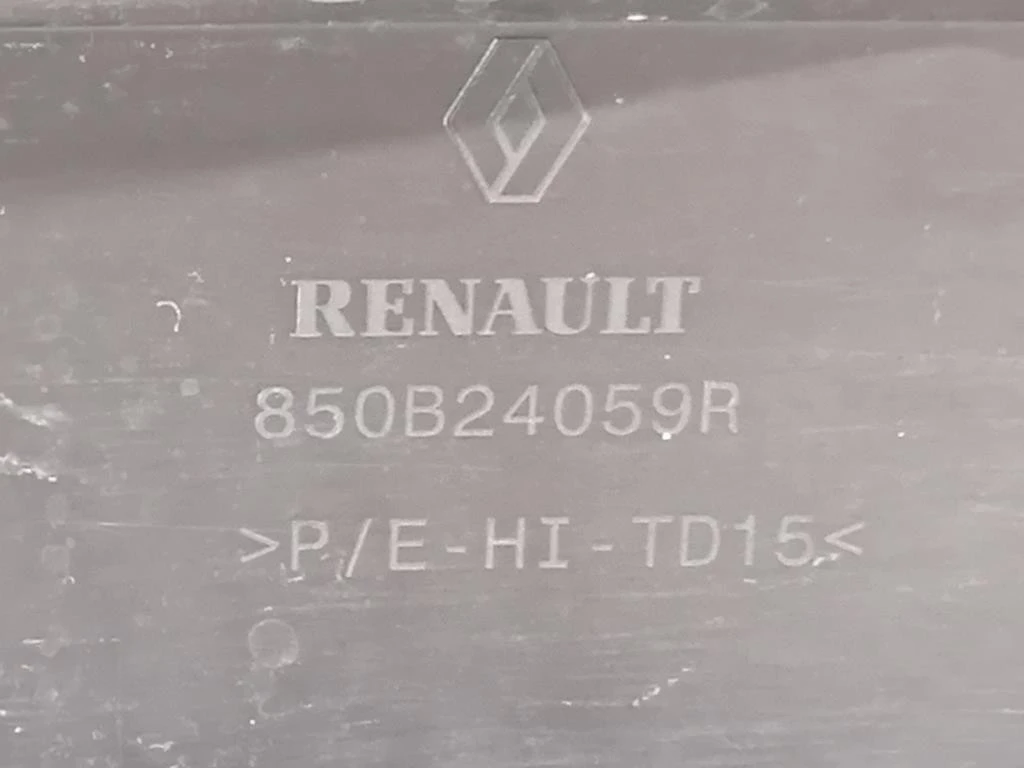 RENAULT
850B24059R
>P/E-HI-TD15<